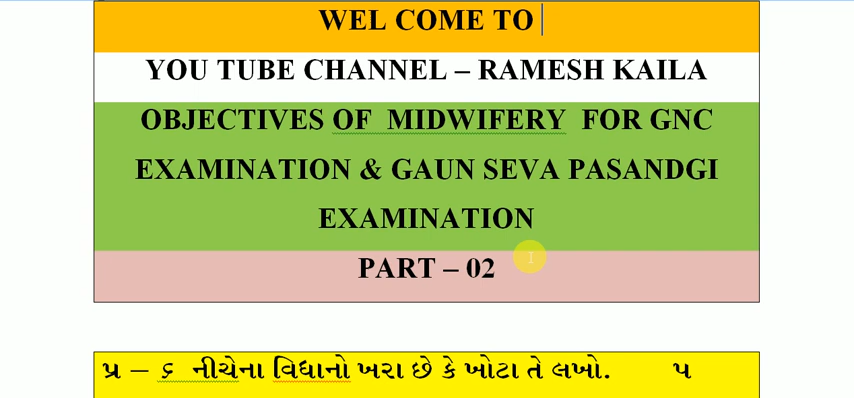 WEL COME TO
YOU TUBE CHANNEL – RAMESH KAILA
OBJECTIVES OF MIDWIFERY FOR GNC
EXAMINATION & GAUN SEVA PASANDGI
EXAMINATION
PART – 02
પ્ર – ૬ નીચેના વિધાનો ખરા છે કે ખોટા તે લખો. ૫